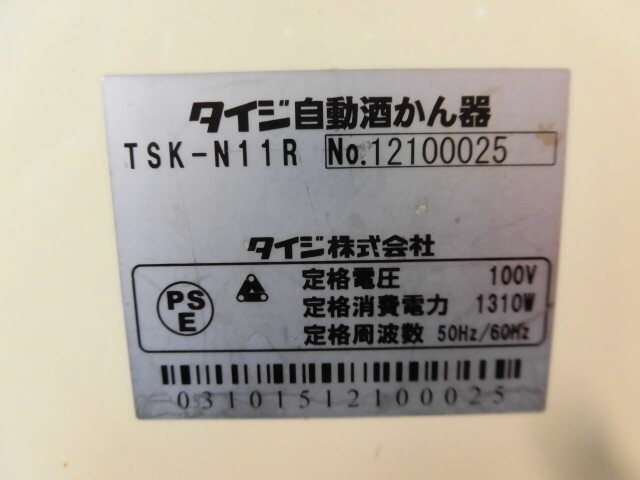 タイジ自動酒かん器
TSK-N11R No.12100025
タイジ株式会社
PS
E
定格電圧 100V
定格消費電力 1310W
定格周波数 50Hz/60Hz
03101512100025